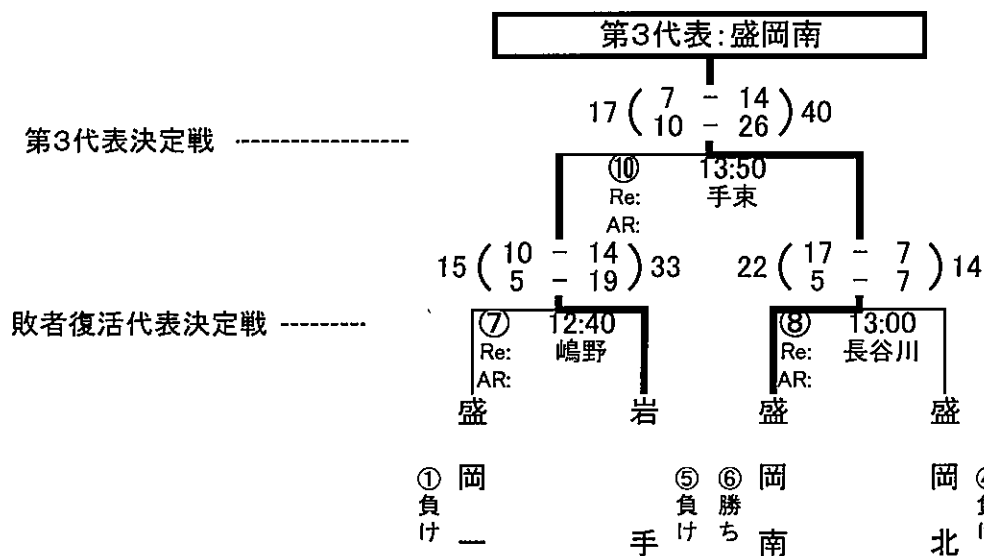 第3代表:盛岡南
17 ( 7 - 14 ) 40
10 - 26
第3代表決定戦 --------------
⑩ 13:50
Re: 手束
AR:
15 ( 10 - 14 ) 33 22 ( 17 - 7 ) 14
5 - 19 5 - 7
敗者復活代表決定戦 -------
⑦ 12:40 ⑧ 13:00
Re: 嶋野 Re: 長谷川
AR: AR:
盛岡一
①負け
岩手
⑤負け
⑥勝ち
盛岡南
盛岡北
負け